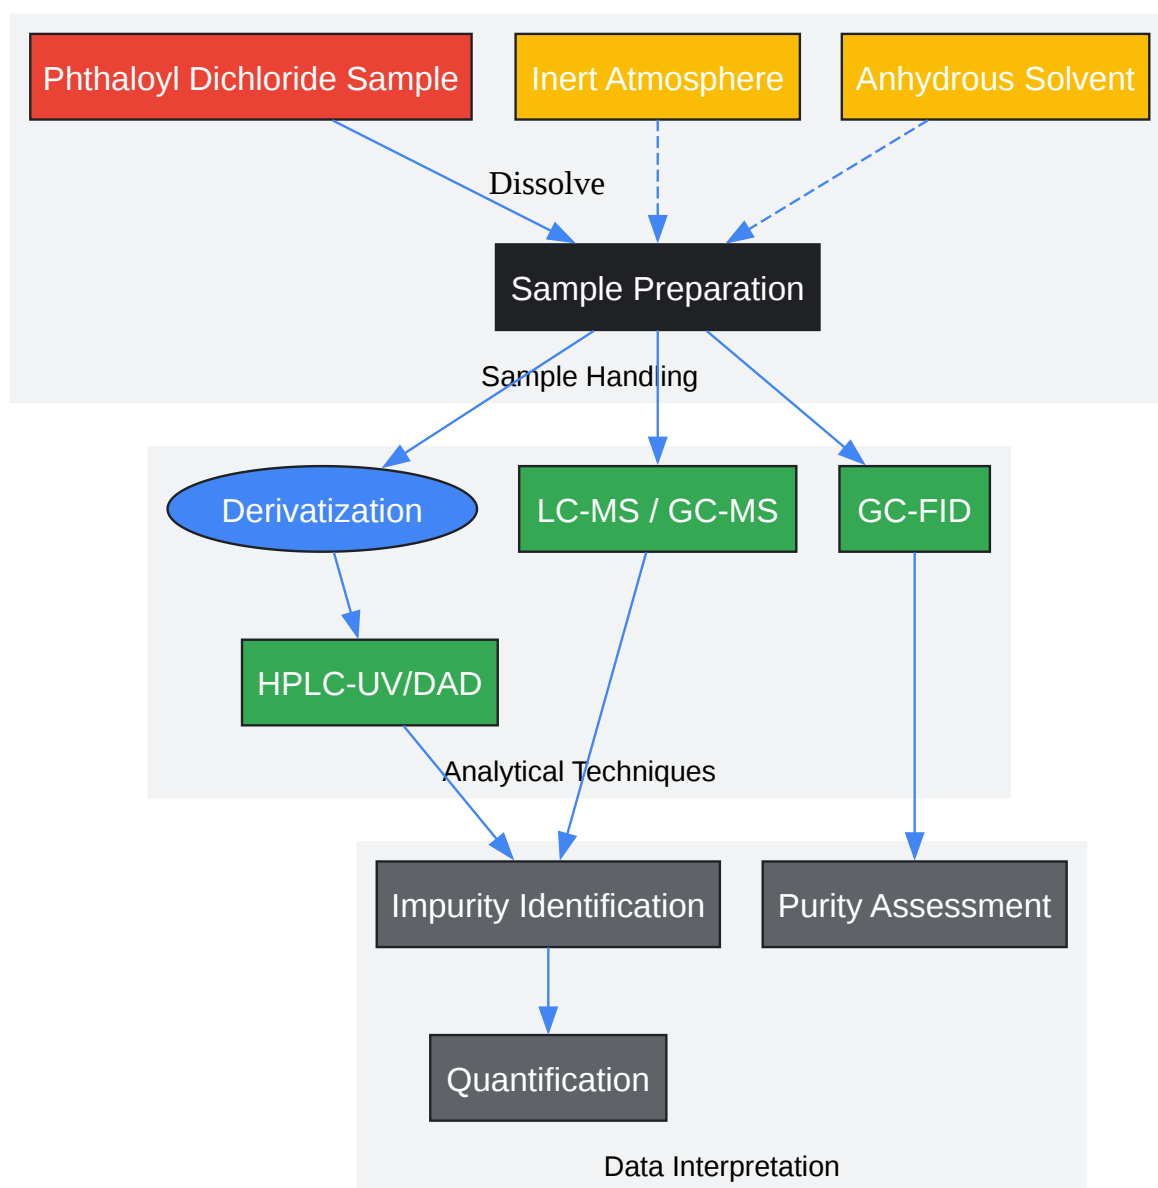 Phthaloyl Dichloride Sample
Inert Atmosphere
Anhydrous Solvent
Dissolve
Sample Preparation
Sample Handling
Derivatization
LC-MS / GC-MS
GC-FID
HPLC-UV/DAD
Analytical Techniques
Impurity Identification
Purity Assessment
Quantification
Data Interpretation